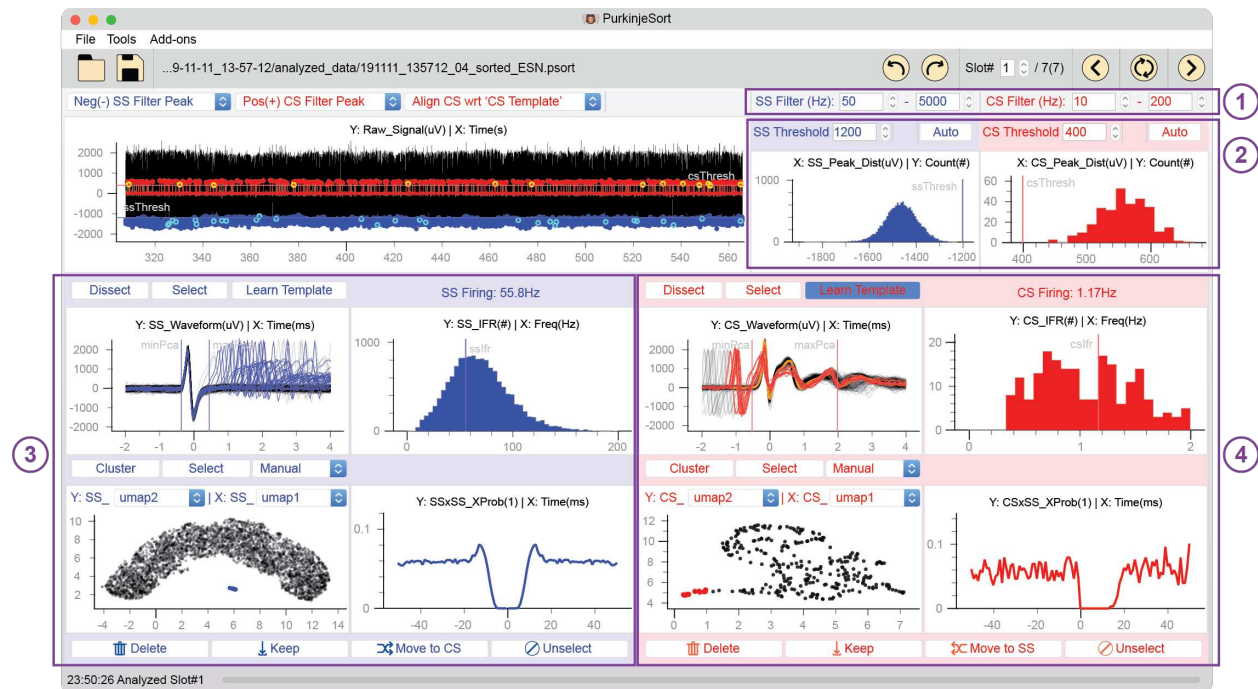 PurkinjeSort
File Tools Add-ons
...9-11-11_13-57-12/analyzed_data/191111_135712_04_sorted_ESN.psort
Slot# 1 / 7(7)
Neg(-) SS Filter Peak Pos(+) CS Filter Peak Align CS wrt 'CS Template'
SS Filter (Hz): 50 - 5000 CS Filter (Hz): 10 - 200
1
Y: Raw_Signal(uV) | X: Time(s)
2000
1000
0
-1000
-2000
csThresh
ssThresh
320 340 360 380 400 420 440 460 480 500 520 540 560
SS Threshold 1200 Auto CS Threshold 400 Auto
2
X: SS_Peak_Dist(uV) | Y: Count(#)
1000
0
ssThresh
-1800 -1600 -1400 -1200
X: CS_Peak_Dist(uV) | Y: Count(#)
60
40
20
0
csThresh
400 500 600
3
Dissect Select Learn Template SS Firing: 55.8Hz
Y: SS_Waveform(uV) | X: Time(ms)
2000
1000
0
-1000
-2000
minPca
-2 -1 0 1 2 3 4
Y: SS_IFR(#) | X: Freq(Hz)
1000
0
ssIfr
0 100 200
Cluster Select Manual
Y: SS_ umap2 | X: SS_ umap1
10
8
6
4
2
-4 -2 0 2 4 6 8 10 12 14
Y: SSxSS_XProb(1) | X: Time(ms)
0.1
0
-40 -20 0 20 40
Delete Keep Move to CS Unselect
4
Dissect Select Learn Template CS Firing: 1.17Hz
Y: CS_Waveform(uV) | X: Time(ms)
2000
1000
0
-1000
-2000
minPca maxPca
-2 -1 0 1 2 3 4
Y: CS_IFR(#) | X: Freq(Hz)
20
10
0
csIfr
0 1 2
Cluster Select Manual
Y: CS_ umap2 | X: CS_ umap1
12
10
8
6
4
0 1 2 3 4 5 6 7
Y: CSxSS_XProb(1) | X: Time(ms)
0.1
0
-40 -20 0 20 40
Delete Keep Move to SS Unselect
23:50:26 Analyzed Slot#1